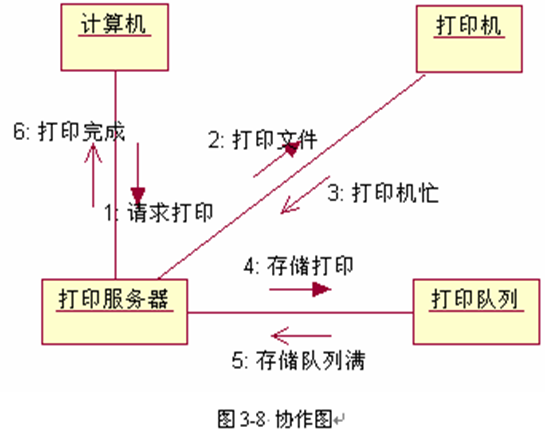 计算机
打印机
6: 打印完成
2: 打印文件
1: 请求打印
3: 打印机忙
4: 存储打印
打印服务器
打印队列
5: 存储队列满
图 3-8 协作图